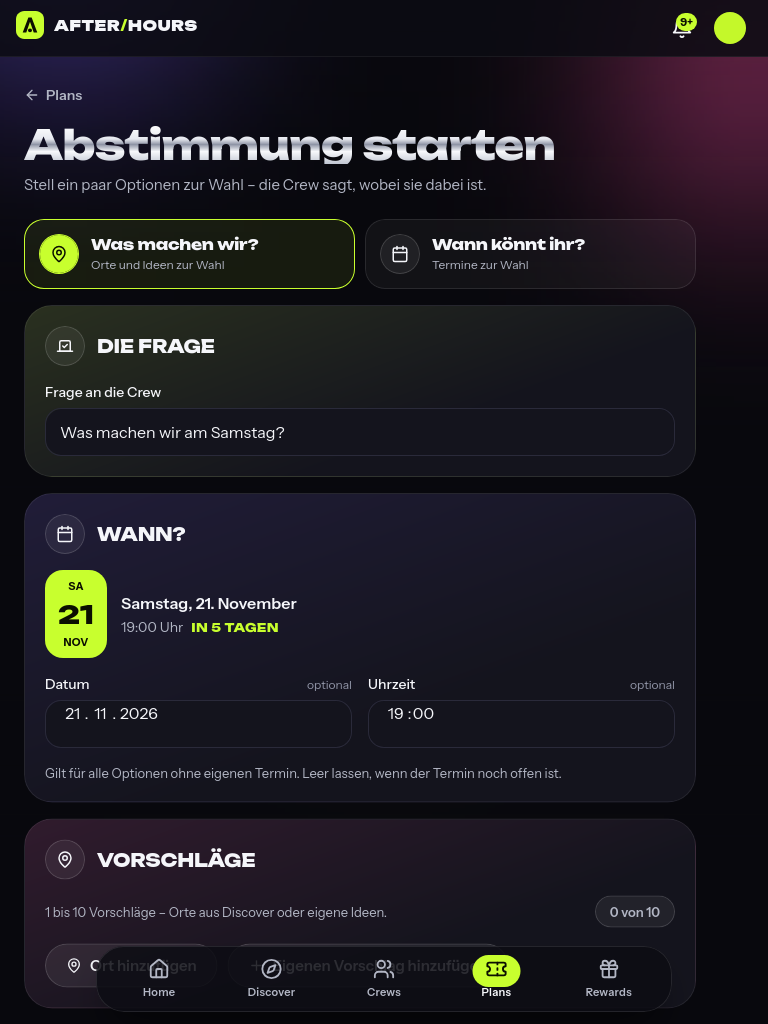 AFTER/HOURS
9+
Plans
Abstimmung starten
Stell ein paar Optionen zur Wahl – die Crew sagt, wobei sie dabei ist.
Was machen wir?
Orte und Ideen zur Wahl
Wann könnt ihr?
Termine zur Wahl
DIE FRAGE
Frage an die Crew
Was machen wir am Samstag?
WANN?
SA
21
NOV
Samstag, 21. November
19:00 Uhr IN 5 TAGEN
Datum optional
Uhrzeit optional
21. 11. 2026
19:00
Gilt für alle Optionen ohne eigenen Termin. Leer lassen, wenn der Termin noch offen ist.
VORSCHLÄGE
1 bis 10 Vorschläge – Orte aus Discover oder eigene Ideen.
0 von 10
Ort hinzufügen
Eigenen Vorschlag hinzufügen
Home
Discover
Crews
Plans
Rewards